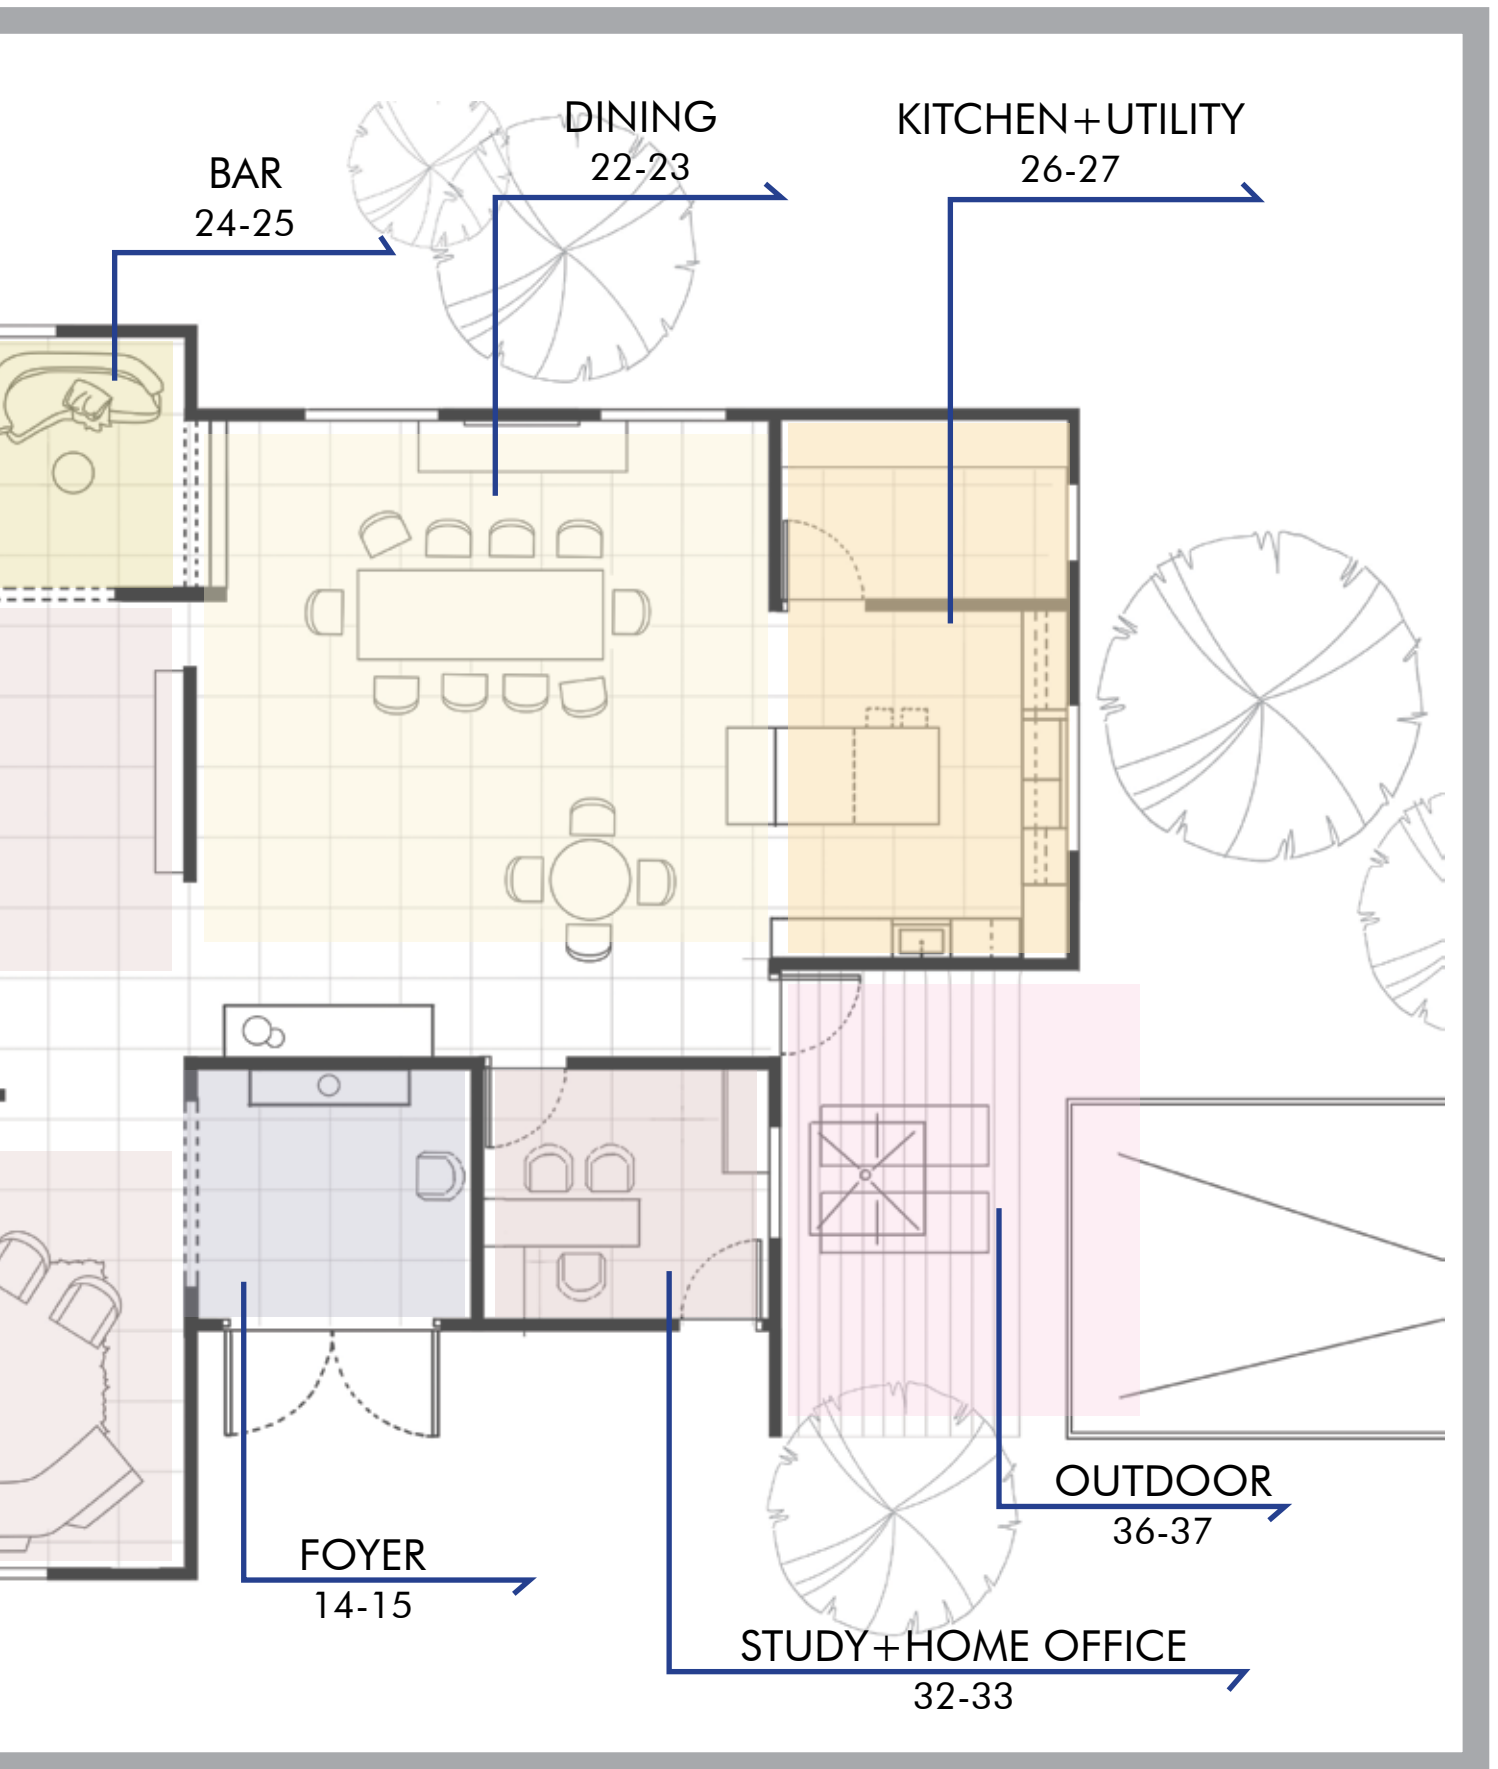 DINING
22-23
KITCHEN+UTILITY
26-27
BAR
24-25
OUTDOOR
36-37
FOYER
14-15
STUDY+HOME OFFICE
32-33